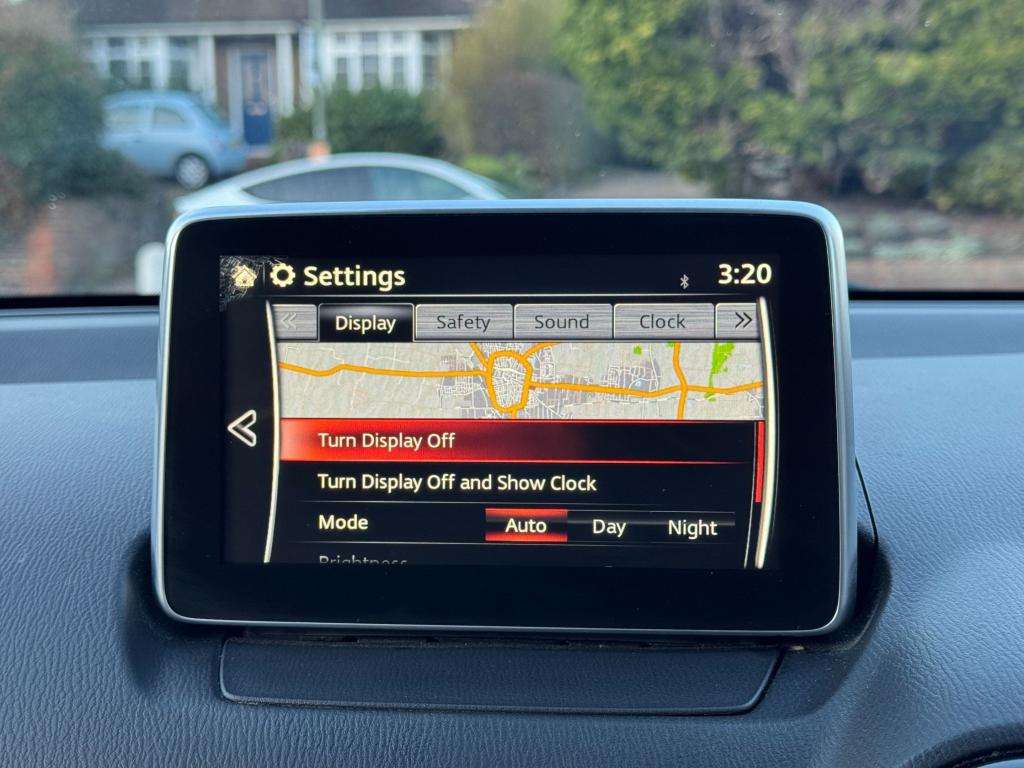 Settings 3:20
Display Safety Sound Clock
Turn Display Off
Turn Display Off and Show Clock
Mode Auto Day Night
Brightness